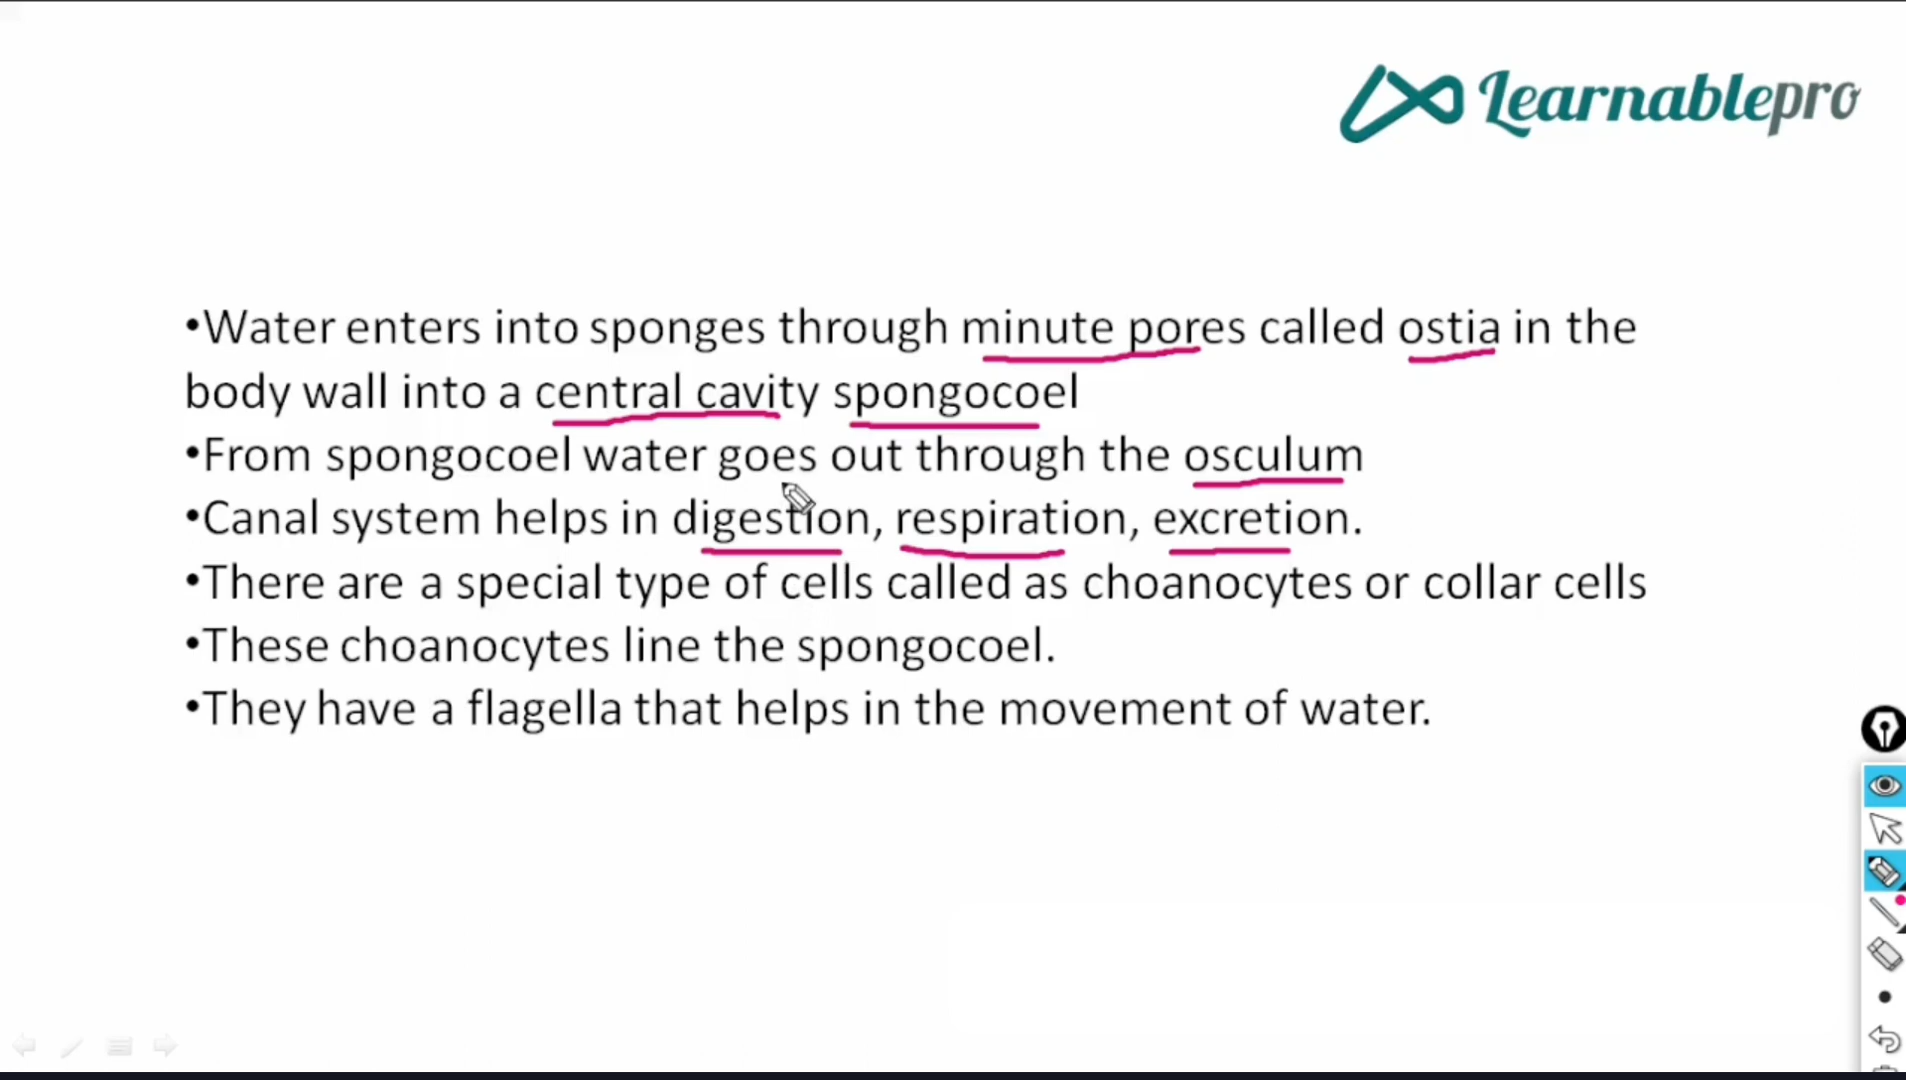 Learnablepro
•Water enters into sponges through minute pores called ostia in the
body wall into a central cavity spongocoel
•From spongocoel water goes out through the osculum
•Canal system helps in digestion, respiration, excretion.
•There are a special type of cells called as choanocytes or collar cells
•These choanocytes line the spongocoel.
•They have a flagella that helps in the movement of water.